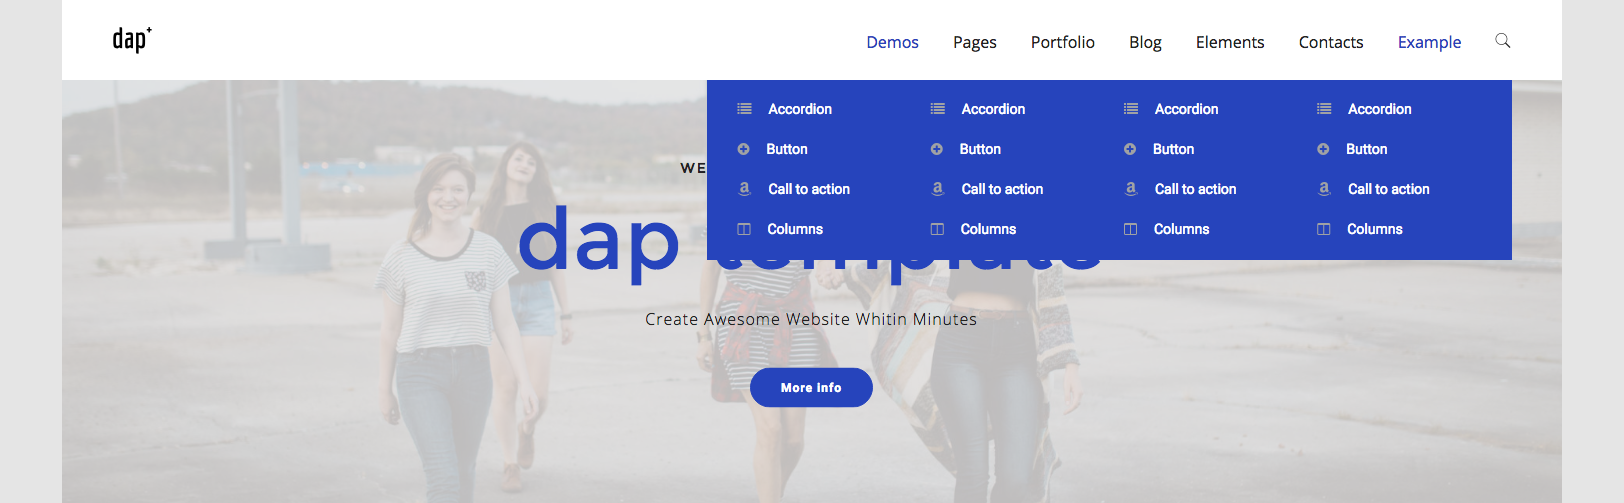 dap+
Demos Pages Portfolio Blog Elements Contacts Example
Accordion Accordion Accordion Accordion
Button Button Button Button
Call to action Call to action Call to action Call to action
Columns Columns Columns Columns
WE
dap template
Create Awesome Website Whitin Minutes
More info